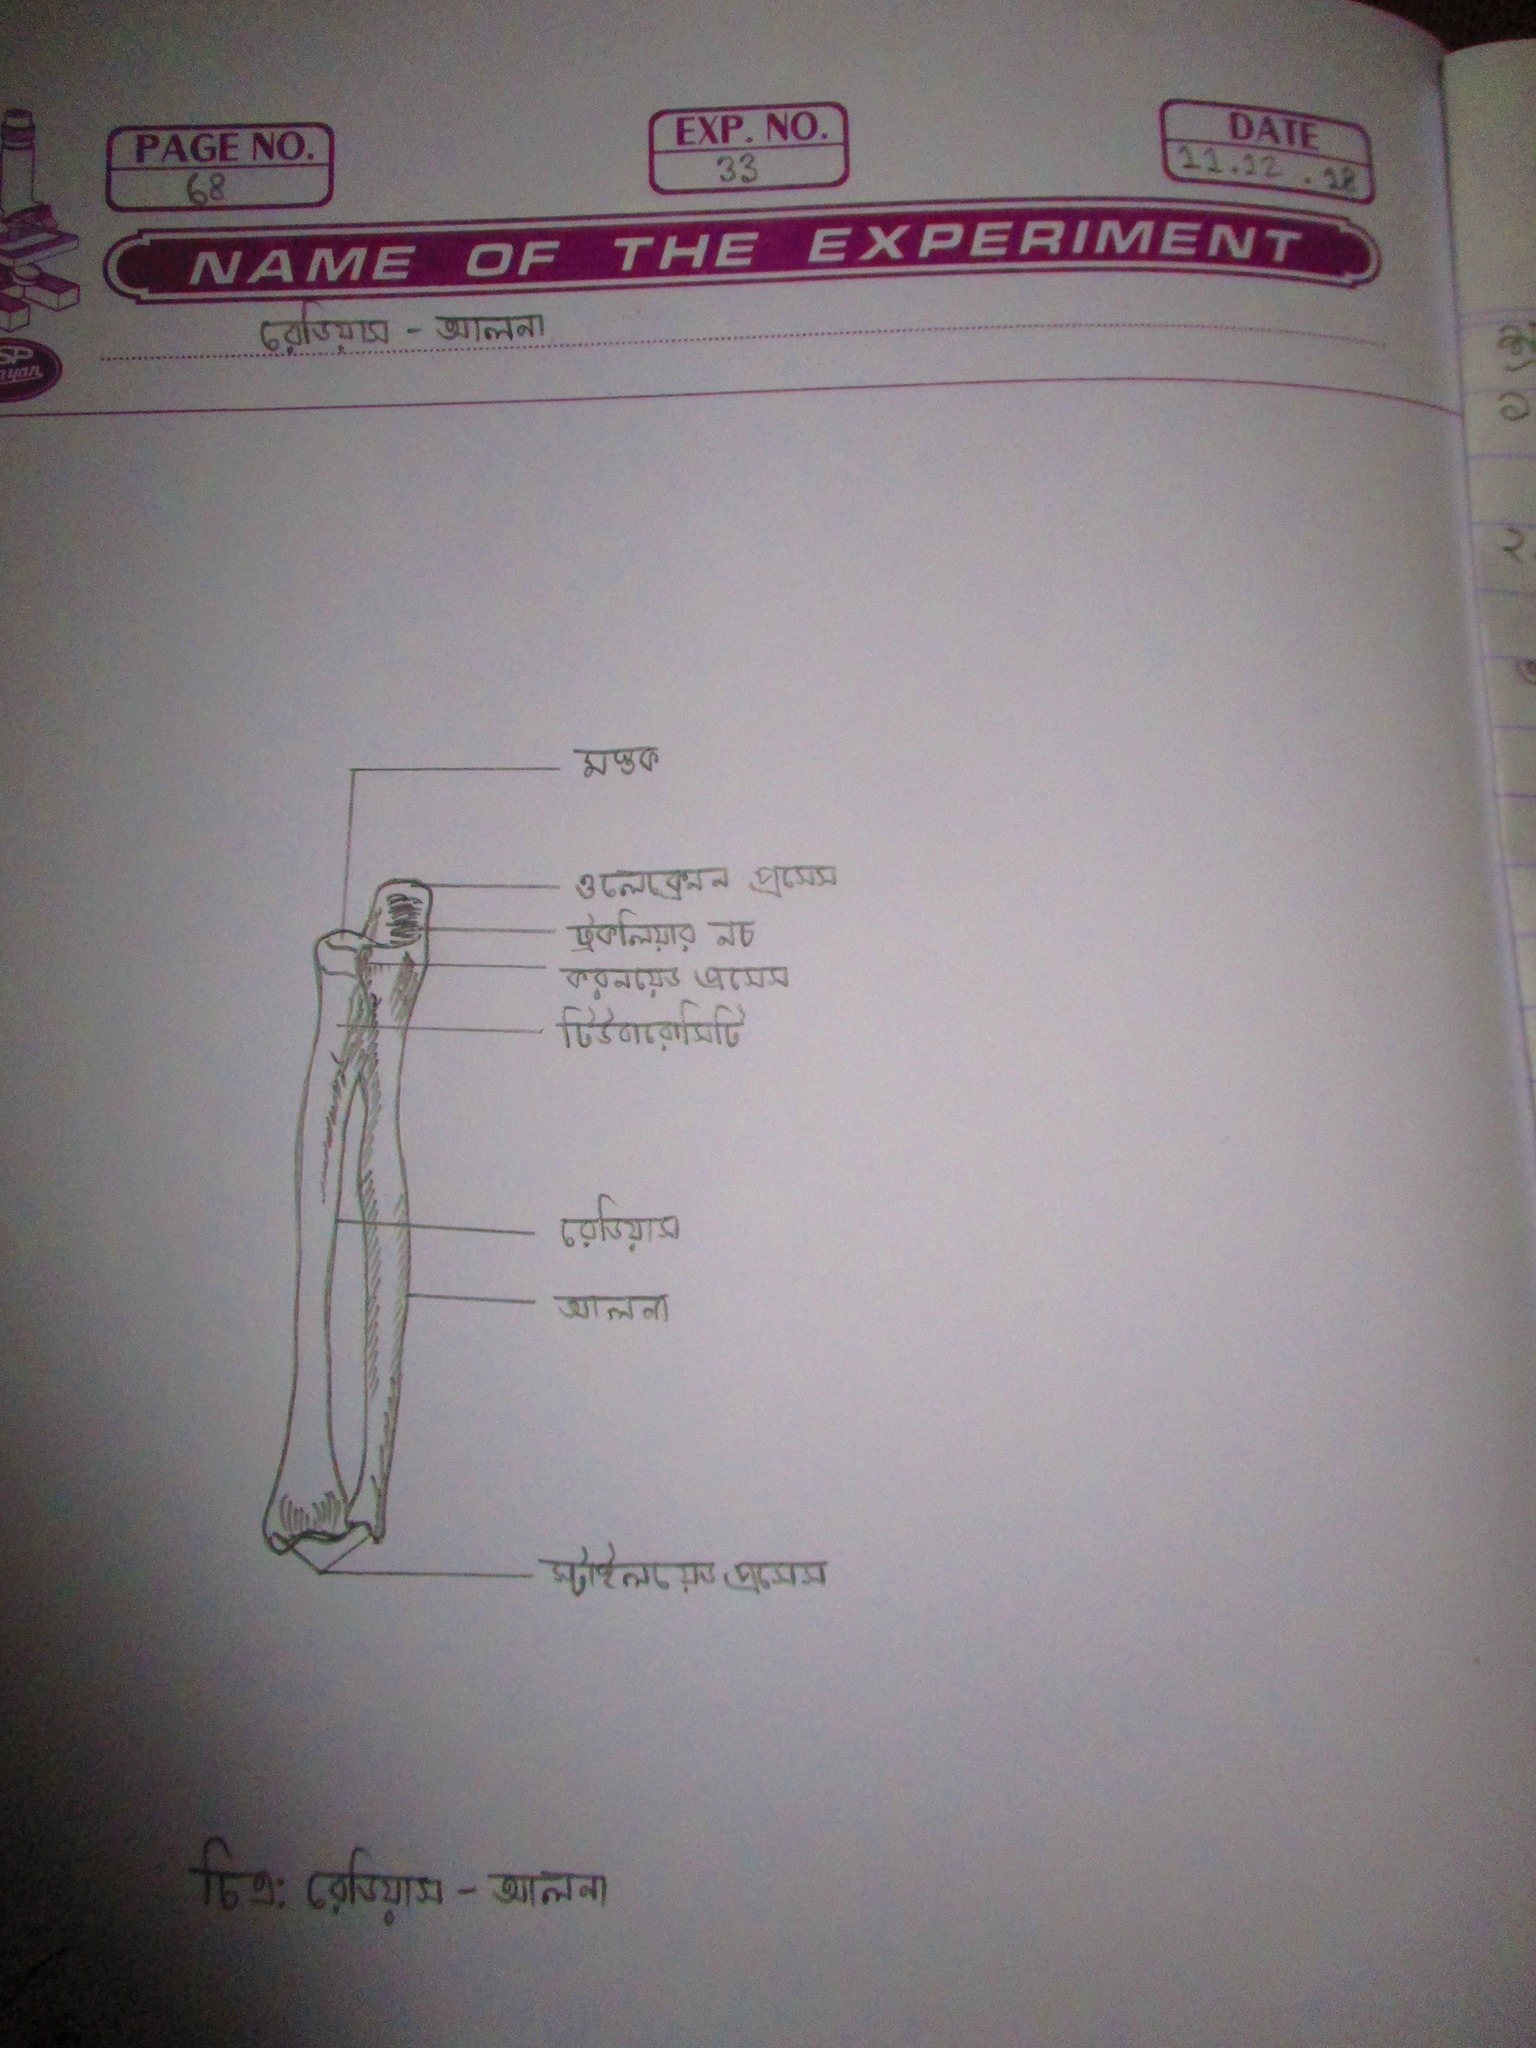 PAGE NO.
68
EXP. NO.
33
DATE
11.12.18
NAME OF THE EXPERIMENT
SP
রেডিয়াস - আলনা
মস্তক
ওলেক্রেনন প্রসেস
ট্রকলিয়ার নচ
করনয়েড প্রসেস
টিউবারোসিটি
রেডিয়াস
আলনা
স্টাইলয়েড প্রসেস
চিত্র: রেডিয়াস - আলনা